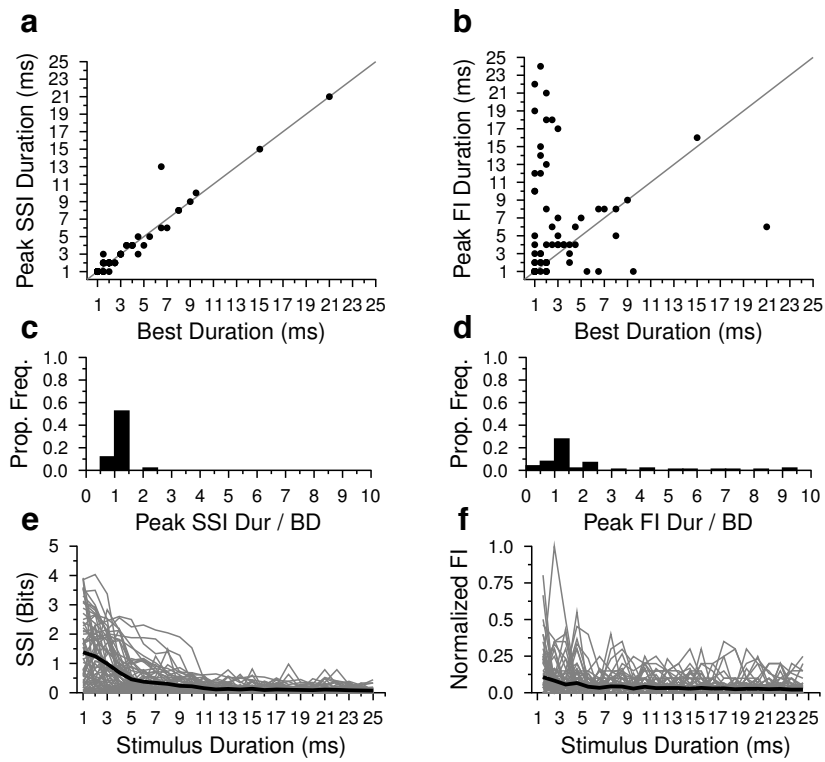 a
Peak SSI Duration (ms)
25
23
21
19
17
15
13
11
9
7
5
3
1
1 3 5 7 9 11 13 15 17 19 21 23 25
Best Duration (ms)
b
Peak FI Duration (ms)
25
23
21
19
17
15
13
11
9
7
5
3
1
1 3 5 7 9 11 13 15 17 19 21 23 25
Best Duration (ms)
c
Prop. Freq.
1.0
0.8
0.6
0.4
0.2
0.0
0 1 2 3 4 5 6 7 8 9 10
Peak SSI Dur / BD
d
Prop. Freq.
1.0
0.8
0.6
0.4
0.2
0.0
0 1 2 3 4 5 6 7 8 9 10
Peak FI Dur / BD
e
SSI (Bits)
5
4
3
2
1
0
1 3 5 7 9 11 13 15 17 19 21 23 25
Stimulus Duration (ms)
f
Normalized FI
1.0
0.75
0.5
0.25
0.0
1 3 5 7 9 11 13 15 17 19 21 23 25
Stimulus Duration (ms)